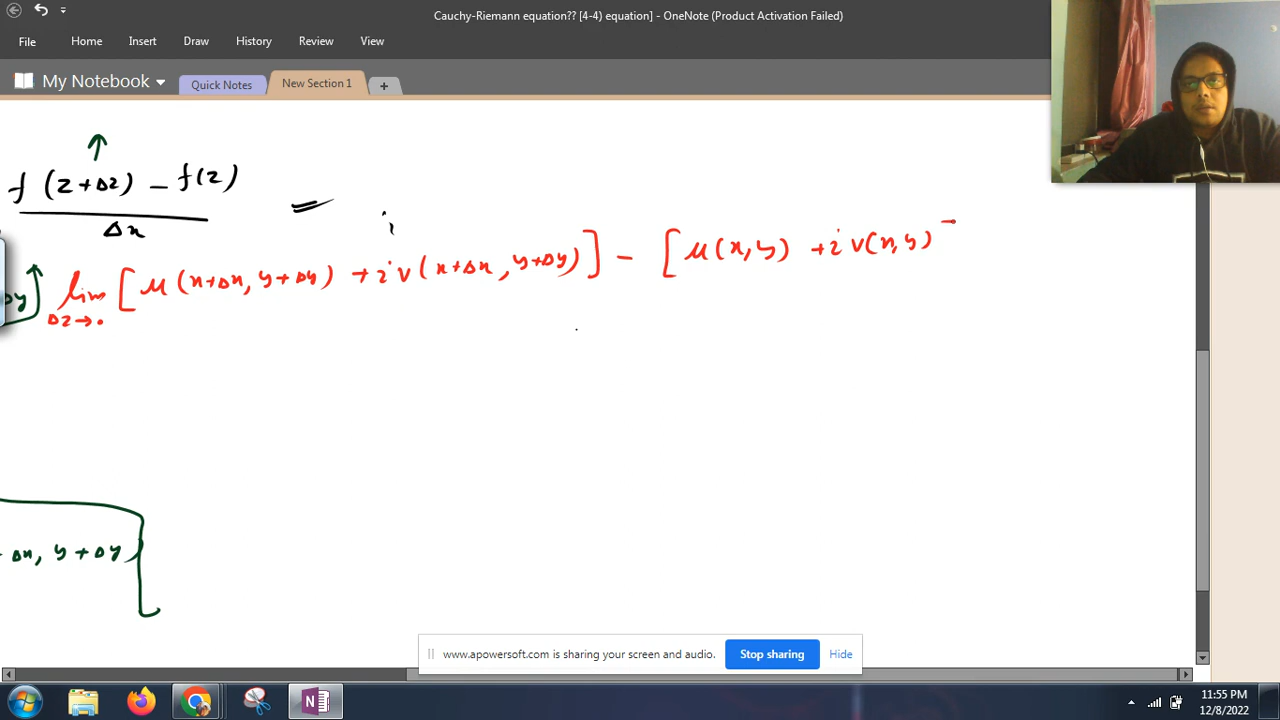 Cauchy-Riemann equation?? [4-4) equation] - OneNote (Product Activation Failed)
File Home Insert Draw History Review View
My Notebook Quick Notes New Section 1 +
↑
f (z+Δz) − f(z)
Δx
=
i
Δy] lim [u(x+Δx, y+Δy) + i v(x+Δx, y+Δy)] − [u(x,y) + i v(x,y)
Δz→0
+ Δx, y+Δy)
www.apowersoft.com is sharing your screen and audio. Stop sharing Hide
11:55 PM
12/8/2022